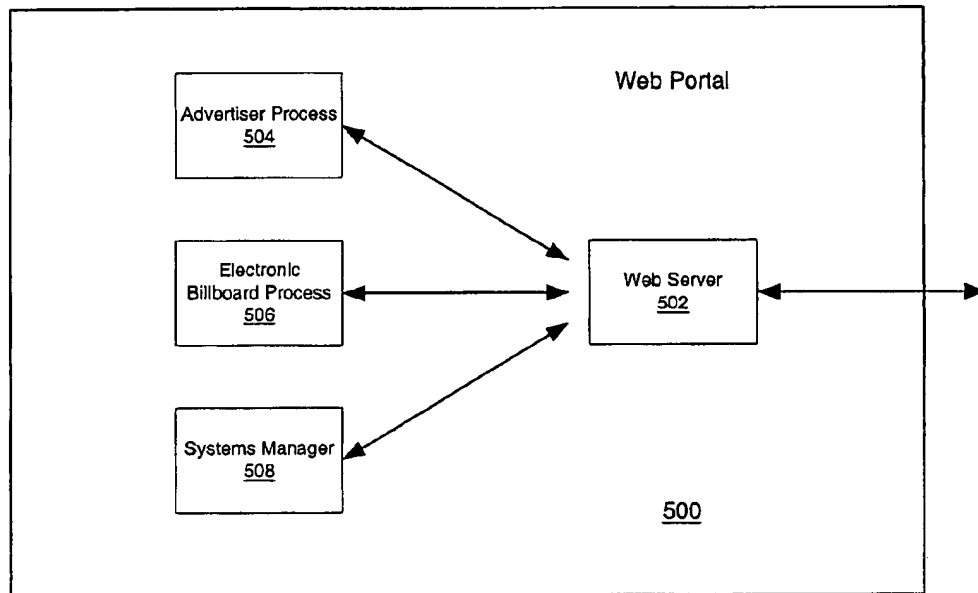 Web Portal
Advertiser Process
504
Electronic
Billboard Process
506
Web Server
502
Systems Manager
508
500